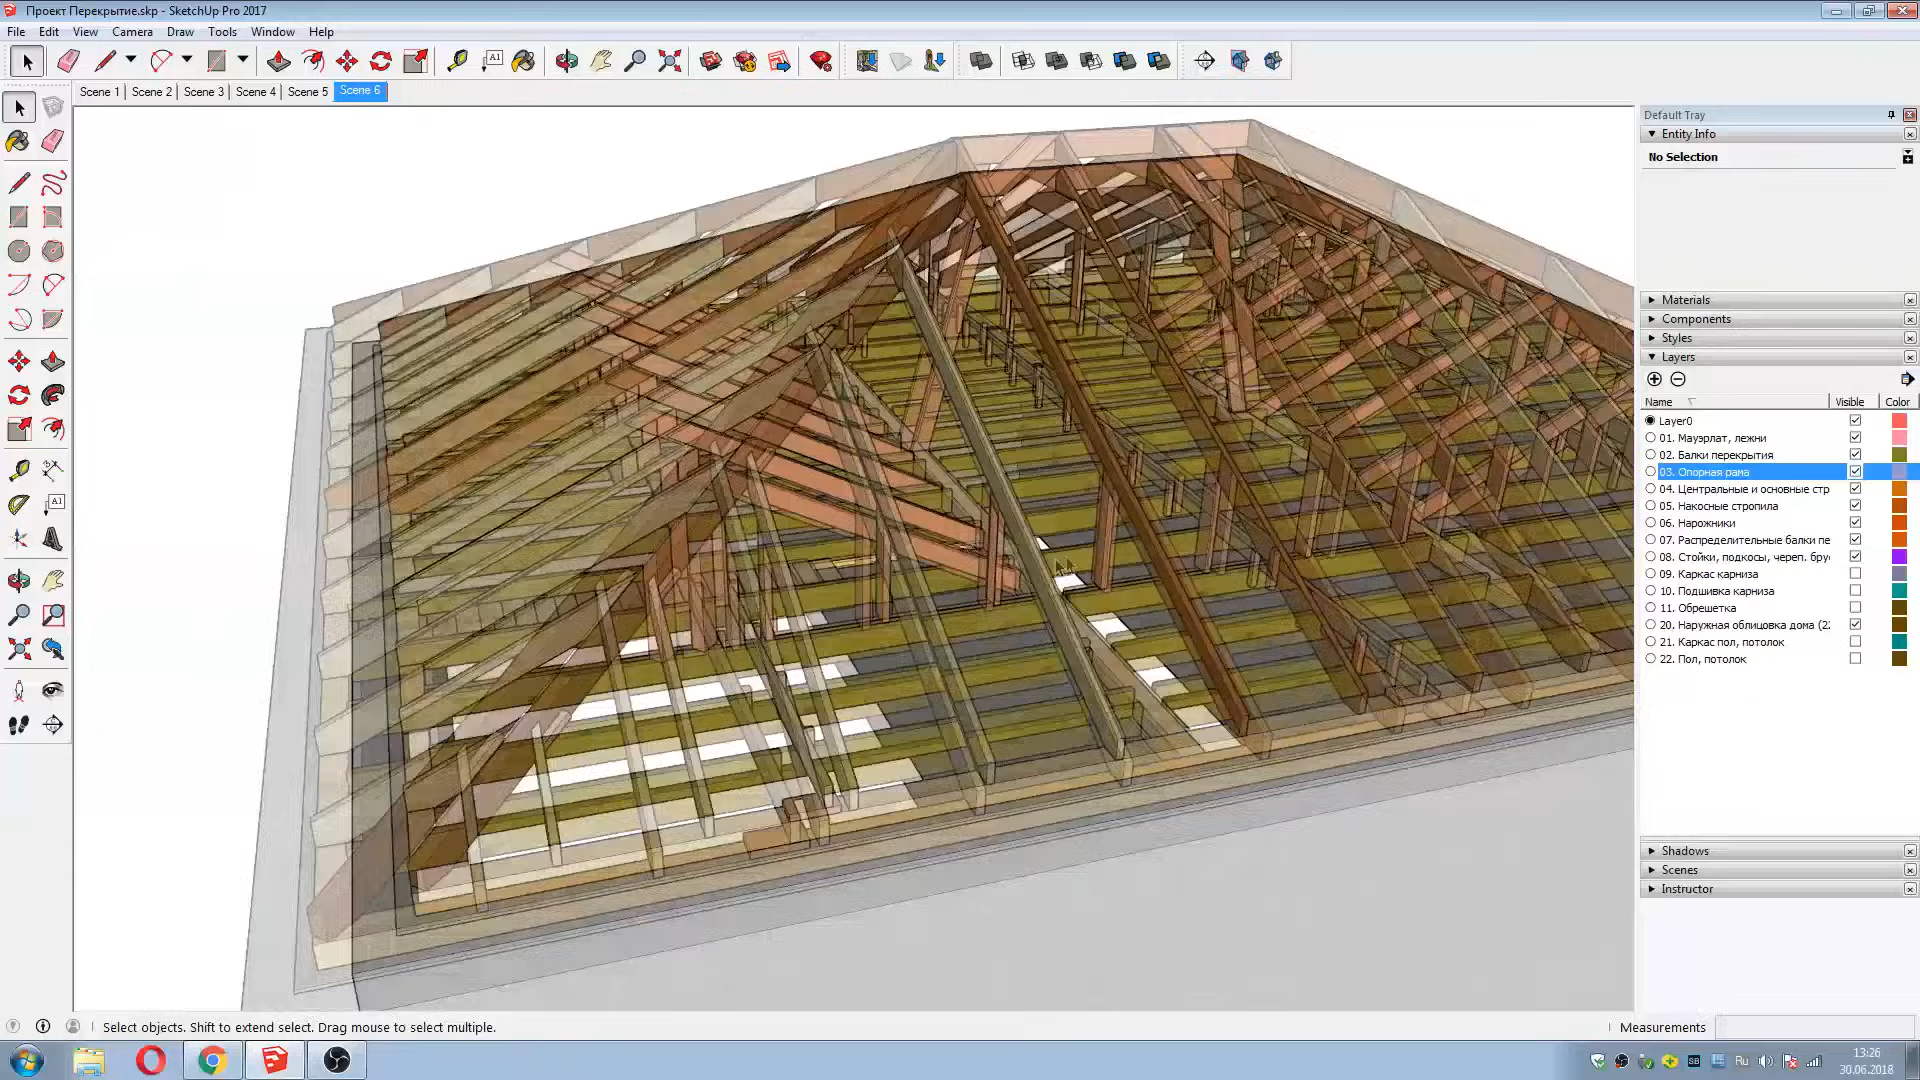 Проект Перекрытие.skp - SketchUp Pro 2017
File Edit View Camera Draw Tools Window Help
A1
Scene 1 Scene 2 Scene 3 Scene 4 Scene 5 Scene 6
Default Tray
Entity Info
No Selection
Materials
Components
Styles
Layers
Name Visible Color
Layer0
01. Мауэрлат, лежни
02. Балки перекрытия
03. Опорная рама
04. Центральные и основные стр
05. Накосные стропила
06. Нарожники
07. Распределительные балки пе
08. Стойки, подкосы, череп. бру
09. Каркас карниза
10. Подшивка карниза
11. Обрешетка
20. Наружная облицовка дома (2
21. Каркас пол, потолок
22. Пол, потолок
A1
Shadows
Scenes
Instructor
Select objects. Shift to extend select. Drag mouse to select multiple.
Measurements
Ru
13:26
30.06.2018